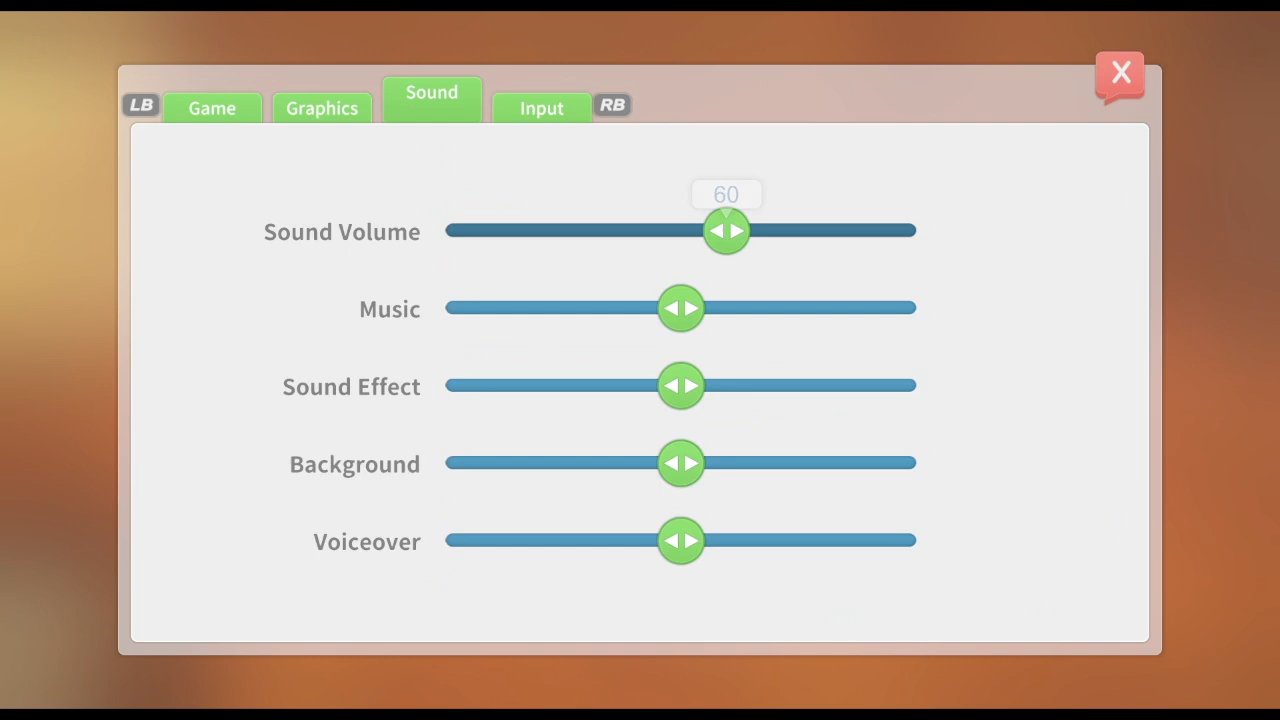 LB Game Graphics Sound Input RB
X
60
Sound Volume
Music
Sound Effect
Background
Voiceover